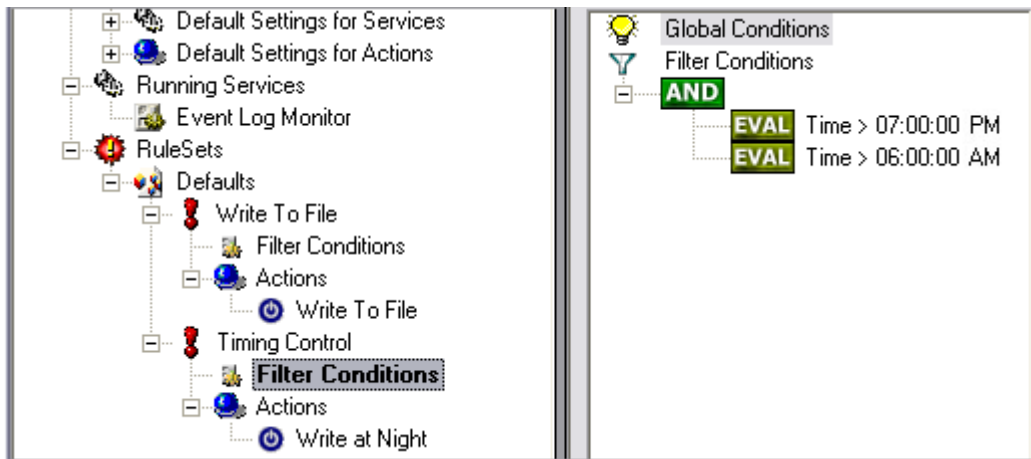 Default Settings for Services
Default Settings for Actions
Running Services
Event Log Monitor
RuleSets
Defaults
Write To File
Filter Conditions
Actions
Write To File
Timing Control
Filter Conditions
Actions
Write at Night
Global Conditions
Filter Conditions
AND
EVAL Time > 07:00:00 PM
EVAL Time > 06:00:00 AM